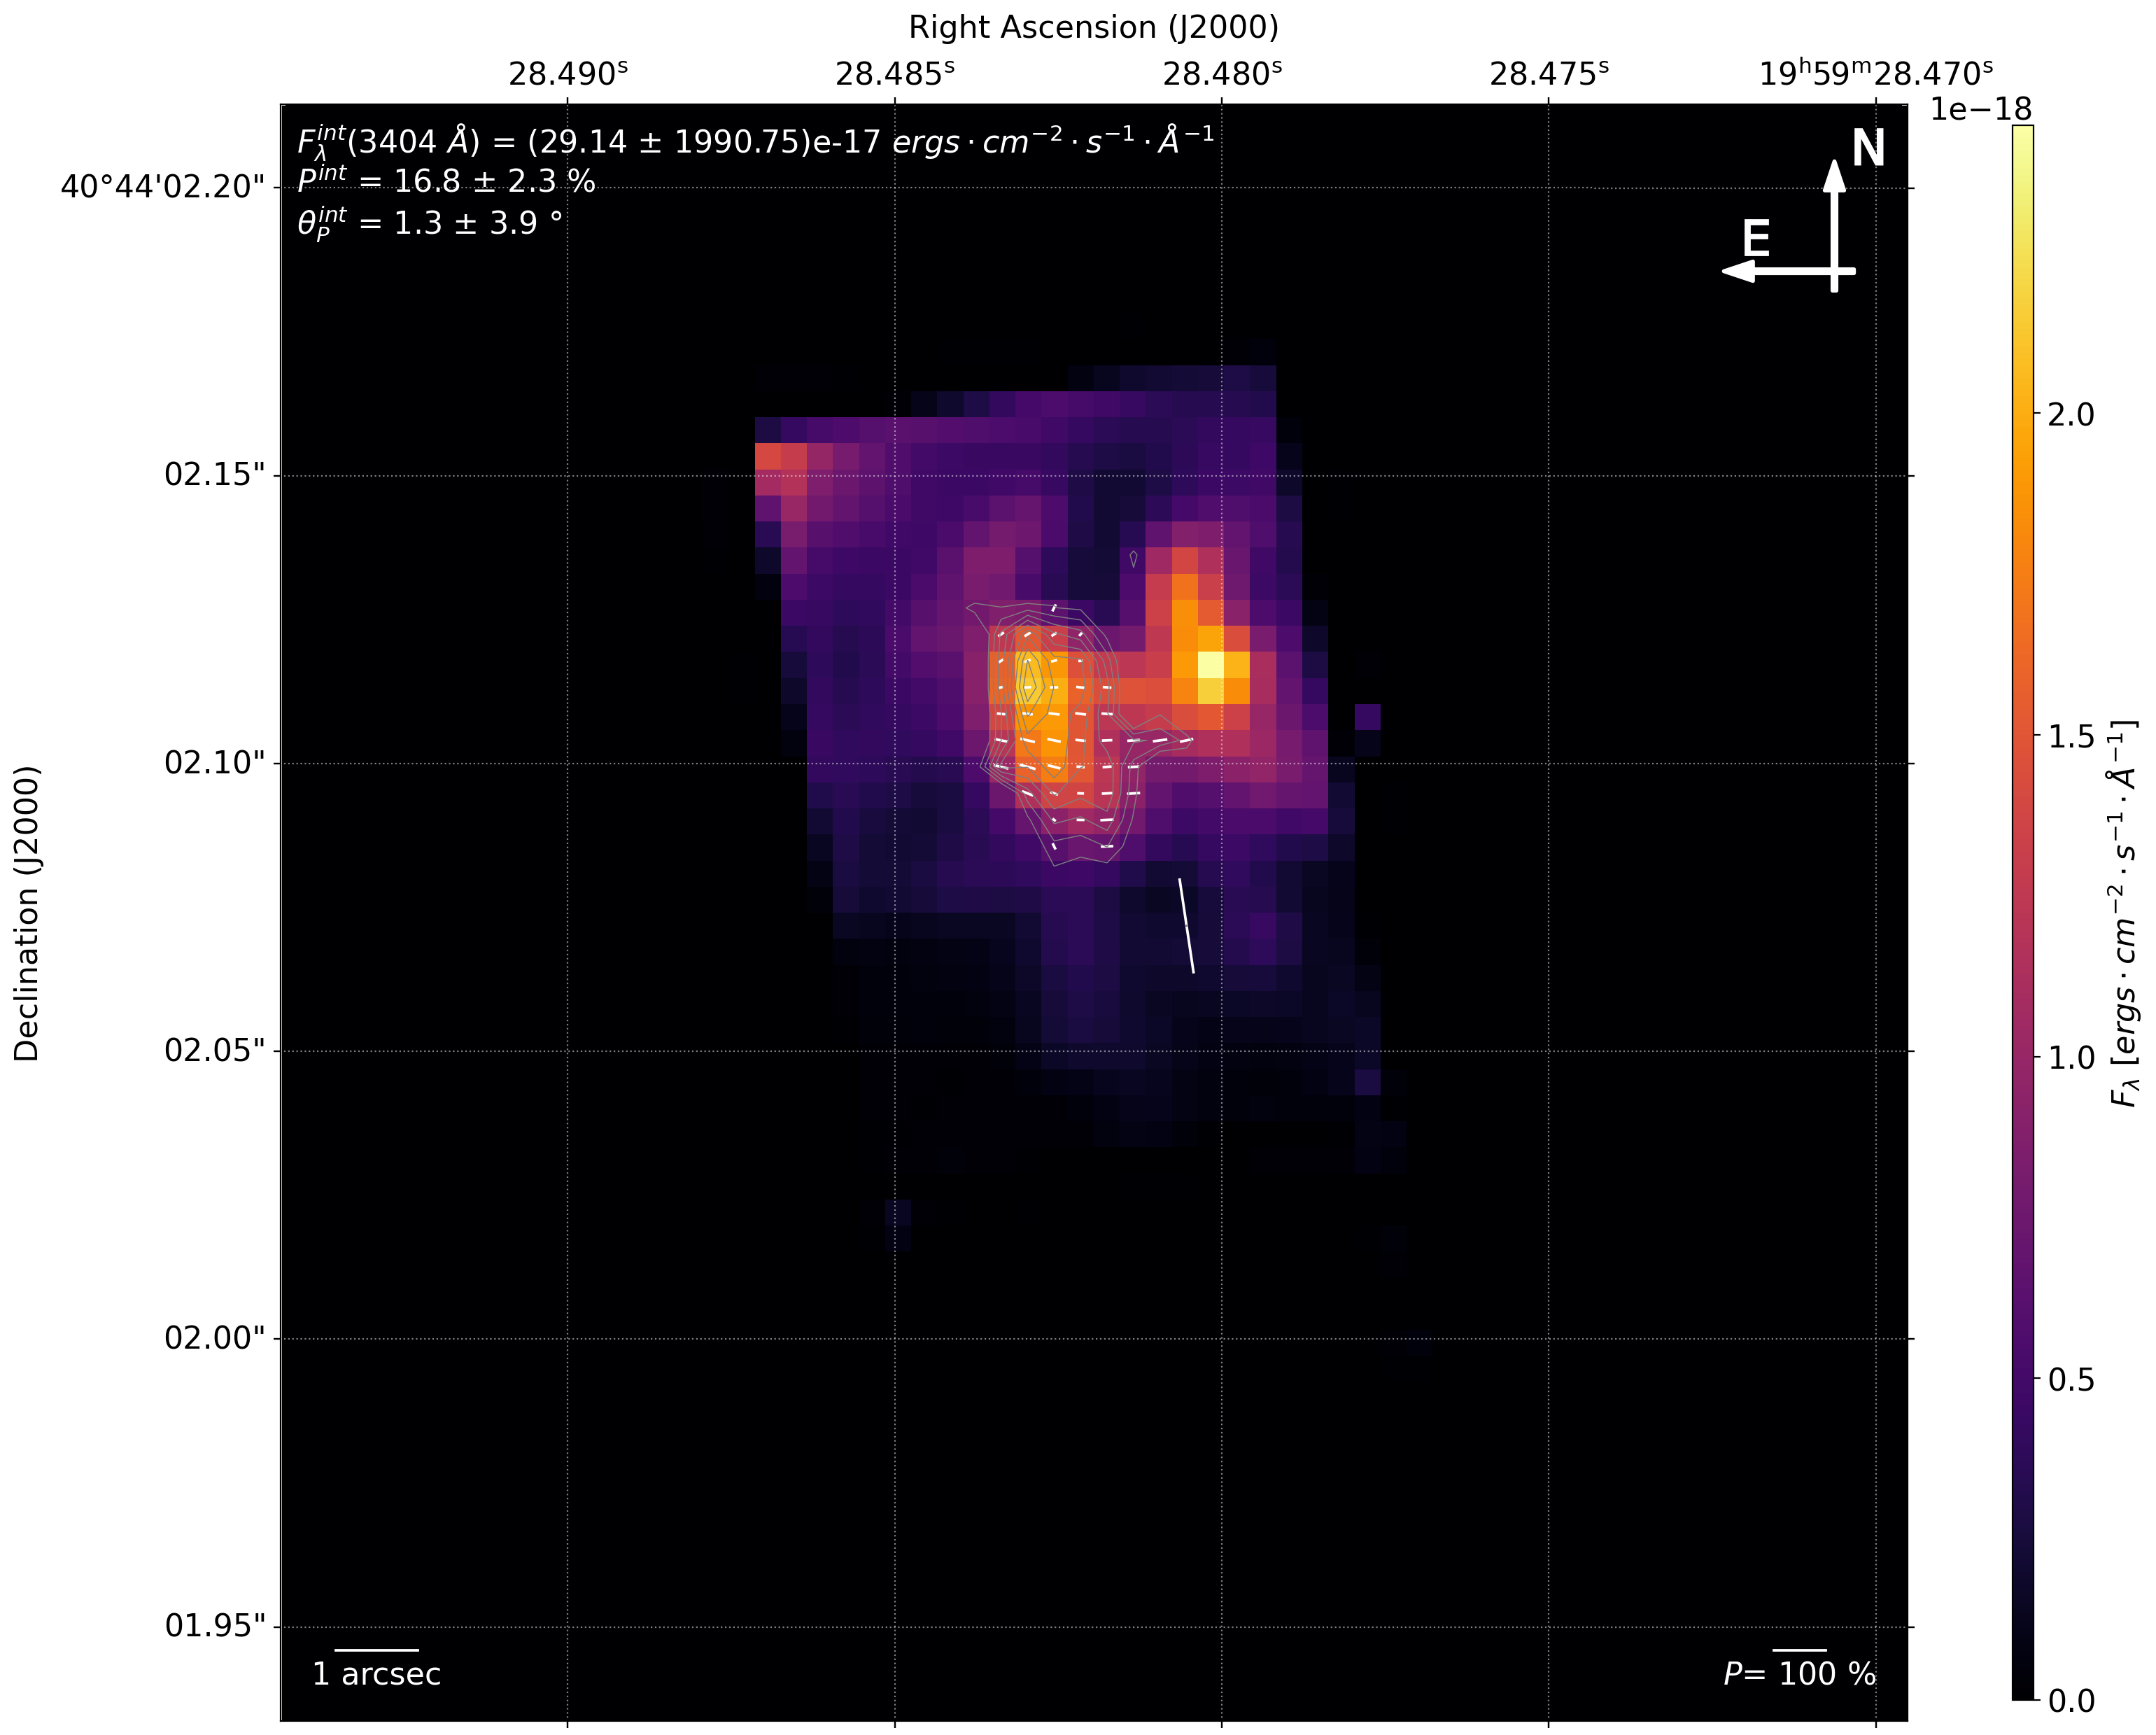 Right Ascension (J2000)
28.490ˢ 28.485ˢ 28.480ˢ 28.475ˢ 19ʰ59ᵐ28.470ˢ
1e−18
F_λ^int(3404 Å) = (29.14 ± 1990.75)e-17 ergs · cm⁻² · s⁻¹ · Å⁻¹
P^int = 16.8 ± 2.3 %
θ_P^int = 1.3 ± 3.9 °
N
E
40°44'02.20"
02.15"
02.10"
02.05"
02.00"
01.95"
Declination (J2000)
2.0
1.5
1.0
0.5
0.0
F_λ [ergs · cm⁻² · s⁻¹ · Å⁻¹]
1 arcsec
P= 100 %